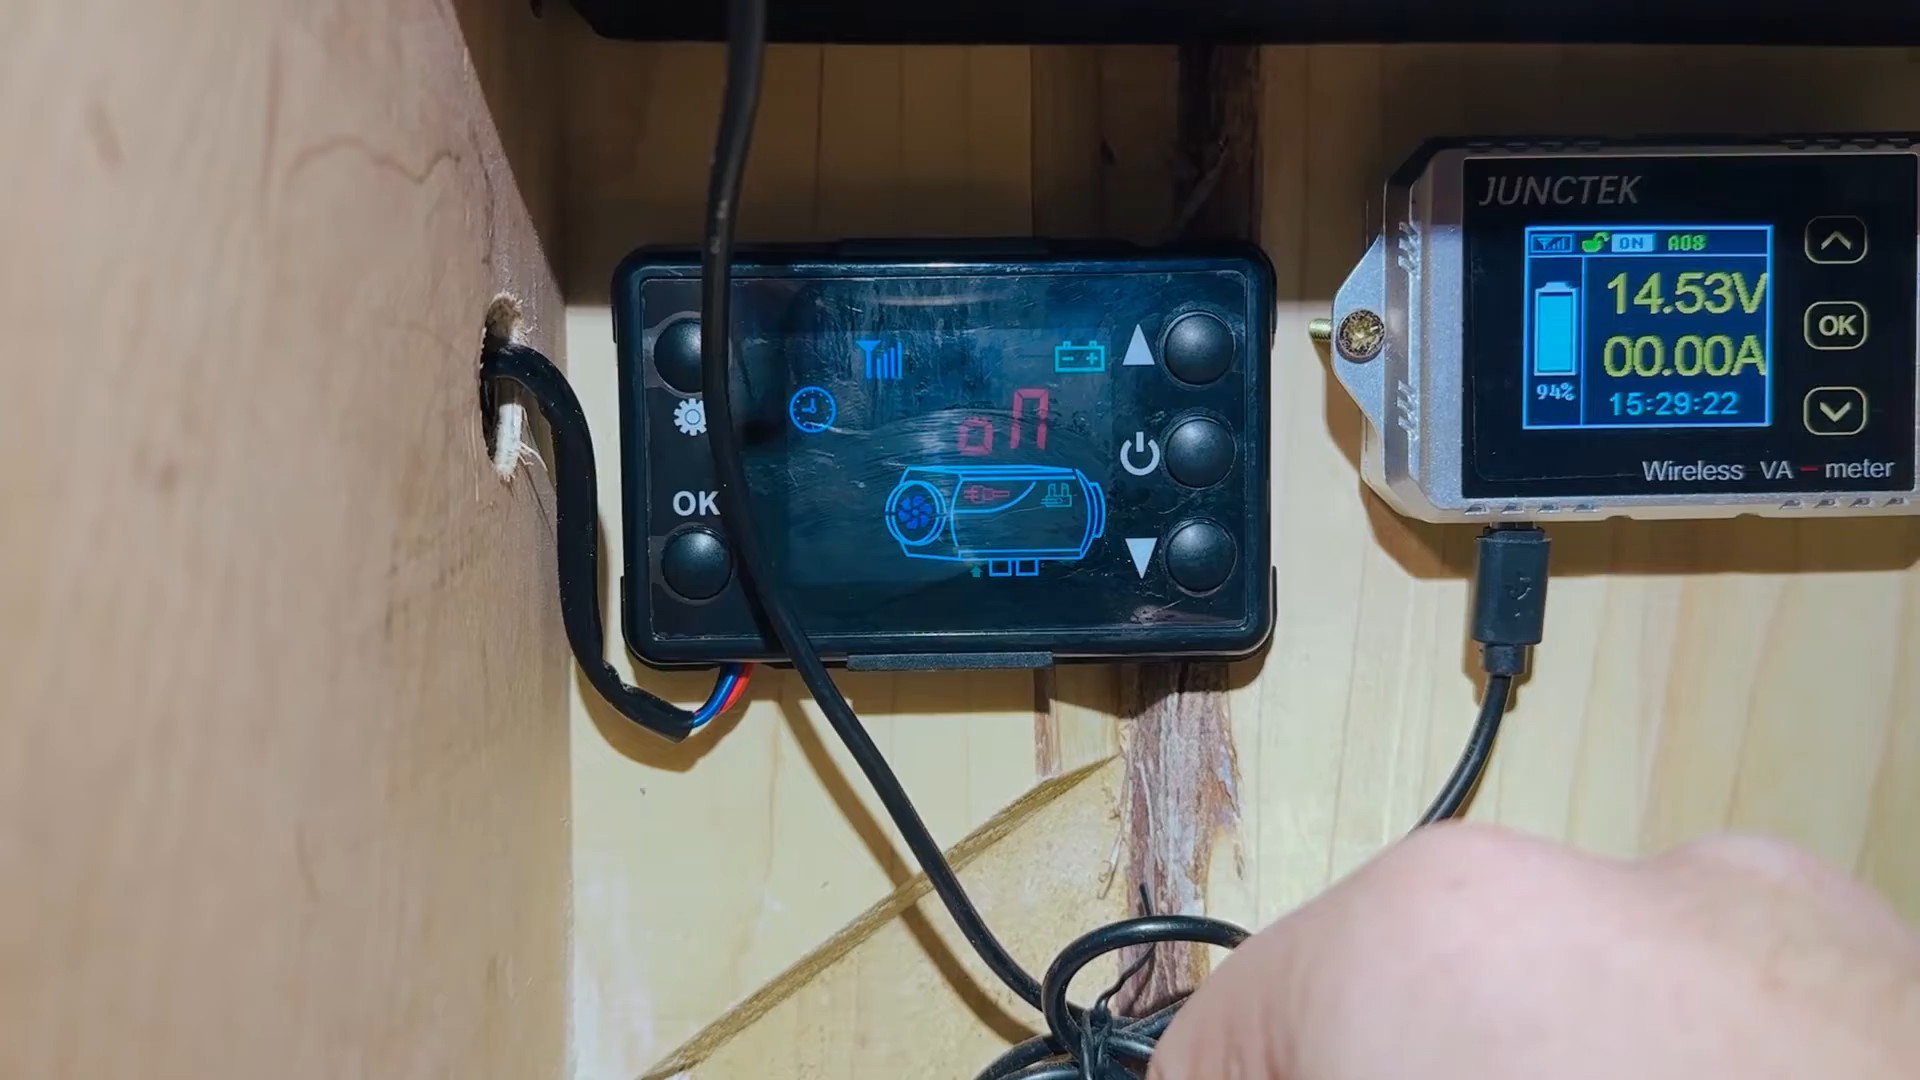 OK
on
JUNCTEK
ON A08
14.53V
00.00A
94%
15:29:22
OK
Wireless VA-meter